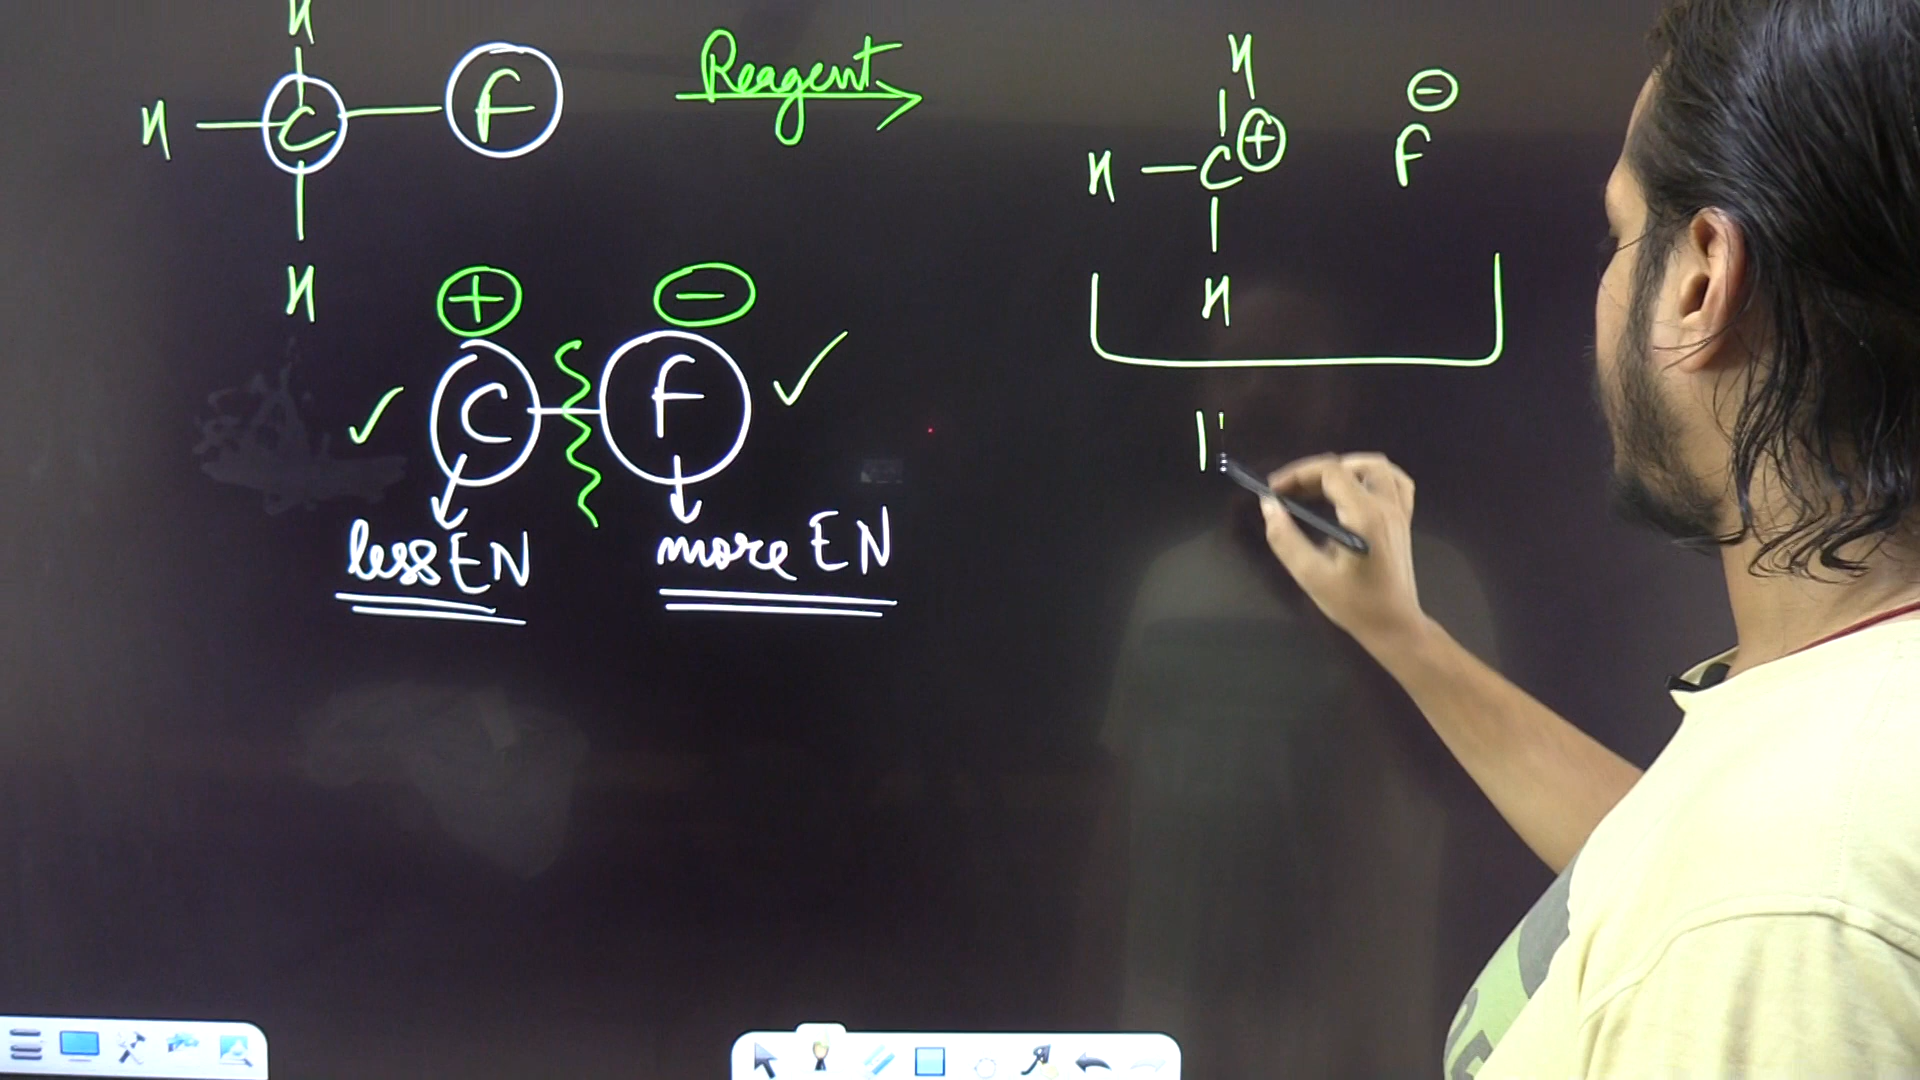 H
H C F
H
Reagent
H
H C ⊕ F ⊖
H
⊕ ⊖
C F
less EN more EN